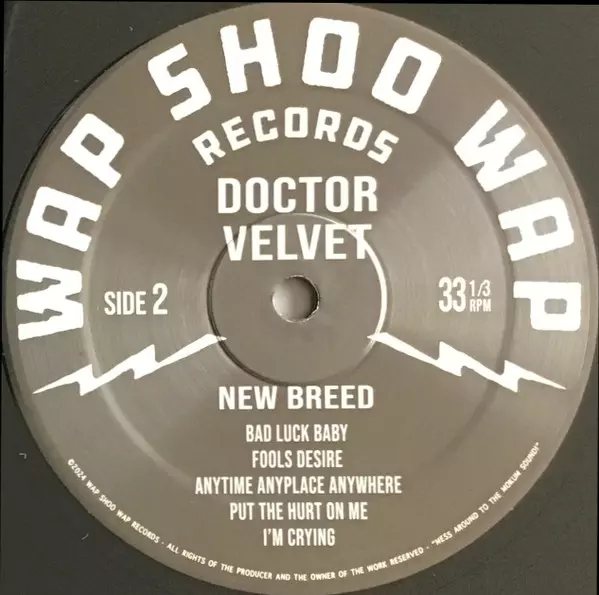 WAP SHOO WAP
RECORDS
DOCTOR
VELVET
SIDE 2
33 1/3
RPM
NEW BREED
BAD LUCK BABY
FOOLS DESIRE
ANYTIME ANYPLACE ANYWHERE
PUT THE HURT ON ME
I'M CRYING
©2024 WAP SHOO WAP RECORDS - ALL RIGHTS OF THE PRODUCER AND THE OWNER OF THE WORK RESERVED - "MESS AROUND TO THE MOKUM SOUND!"